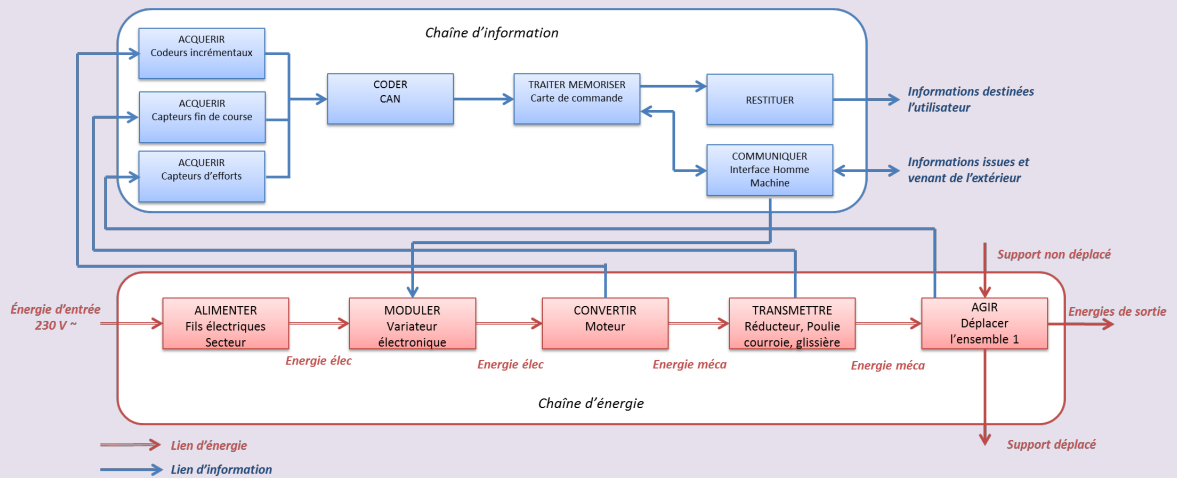 Chaîne d'information
ACQUERIR
Codeurs incrémentaux
ACQUERIR
Capteurs fin de course
ACQUERIR
Capteurs d'efforts
CODER
CAN
TRAITER MEMORISER
Carte de commande
RESTITUER
COMMUNIQUER
Interface Homme
Machine
Informations destinées
l'utilisateur
Informations issues et
venant de l'extérieur
Support non déplacé
Énergie d'entrée
230 V ~
ALIMENTER
Fils électriques
Secteur
Energie élec
MODULER
Variateur
électronique
Energie élec
CONVERTIR
Moteur
Energie méca
TRANSMETTRE
Réducteur, Poulie
courroie, glissière
Energie méca
AGIR
Déplacer
l'ensemble 1
Energies de sortie
Chaîne d'énergie
Support déplacé
Lien d'énergie
Lien d'information